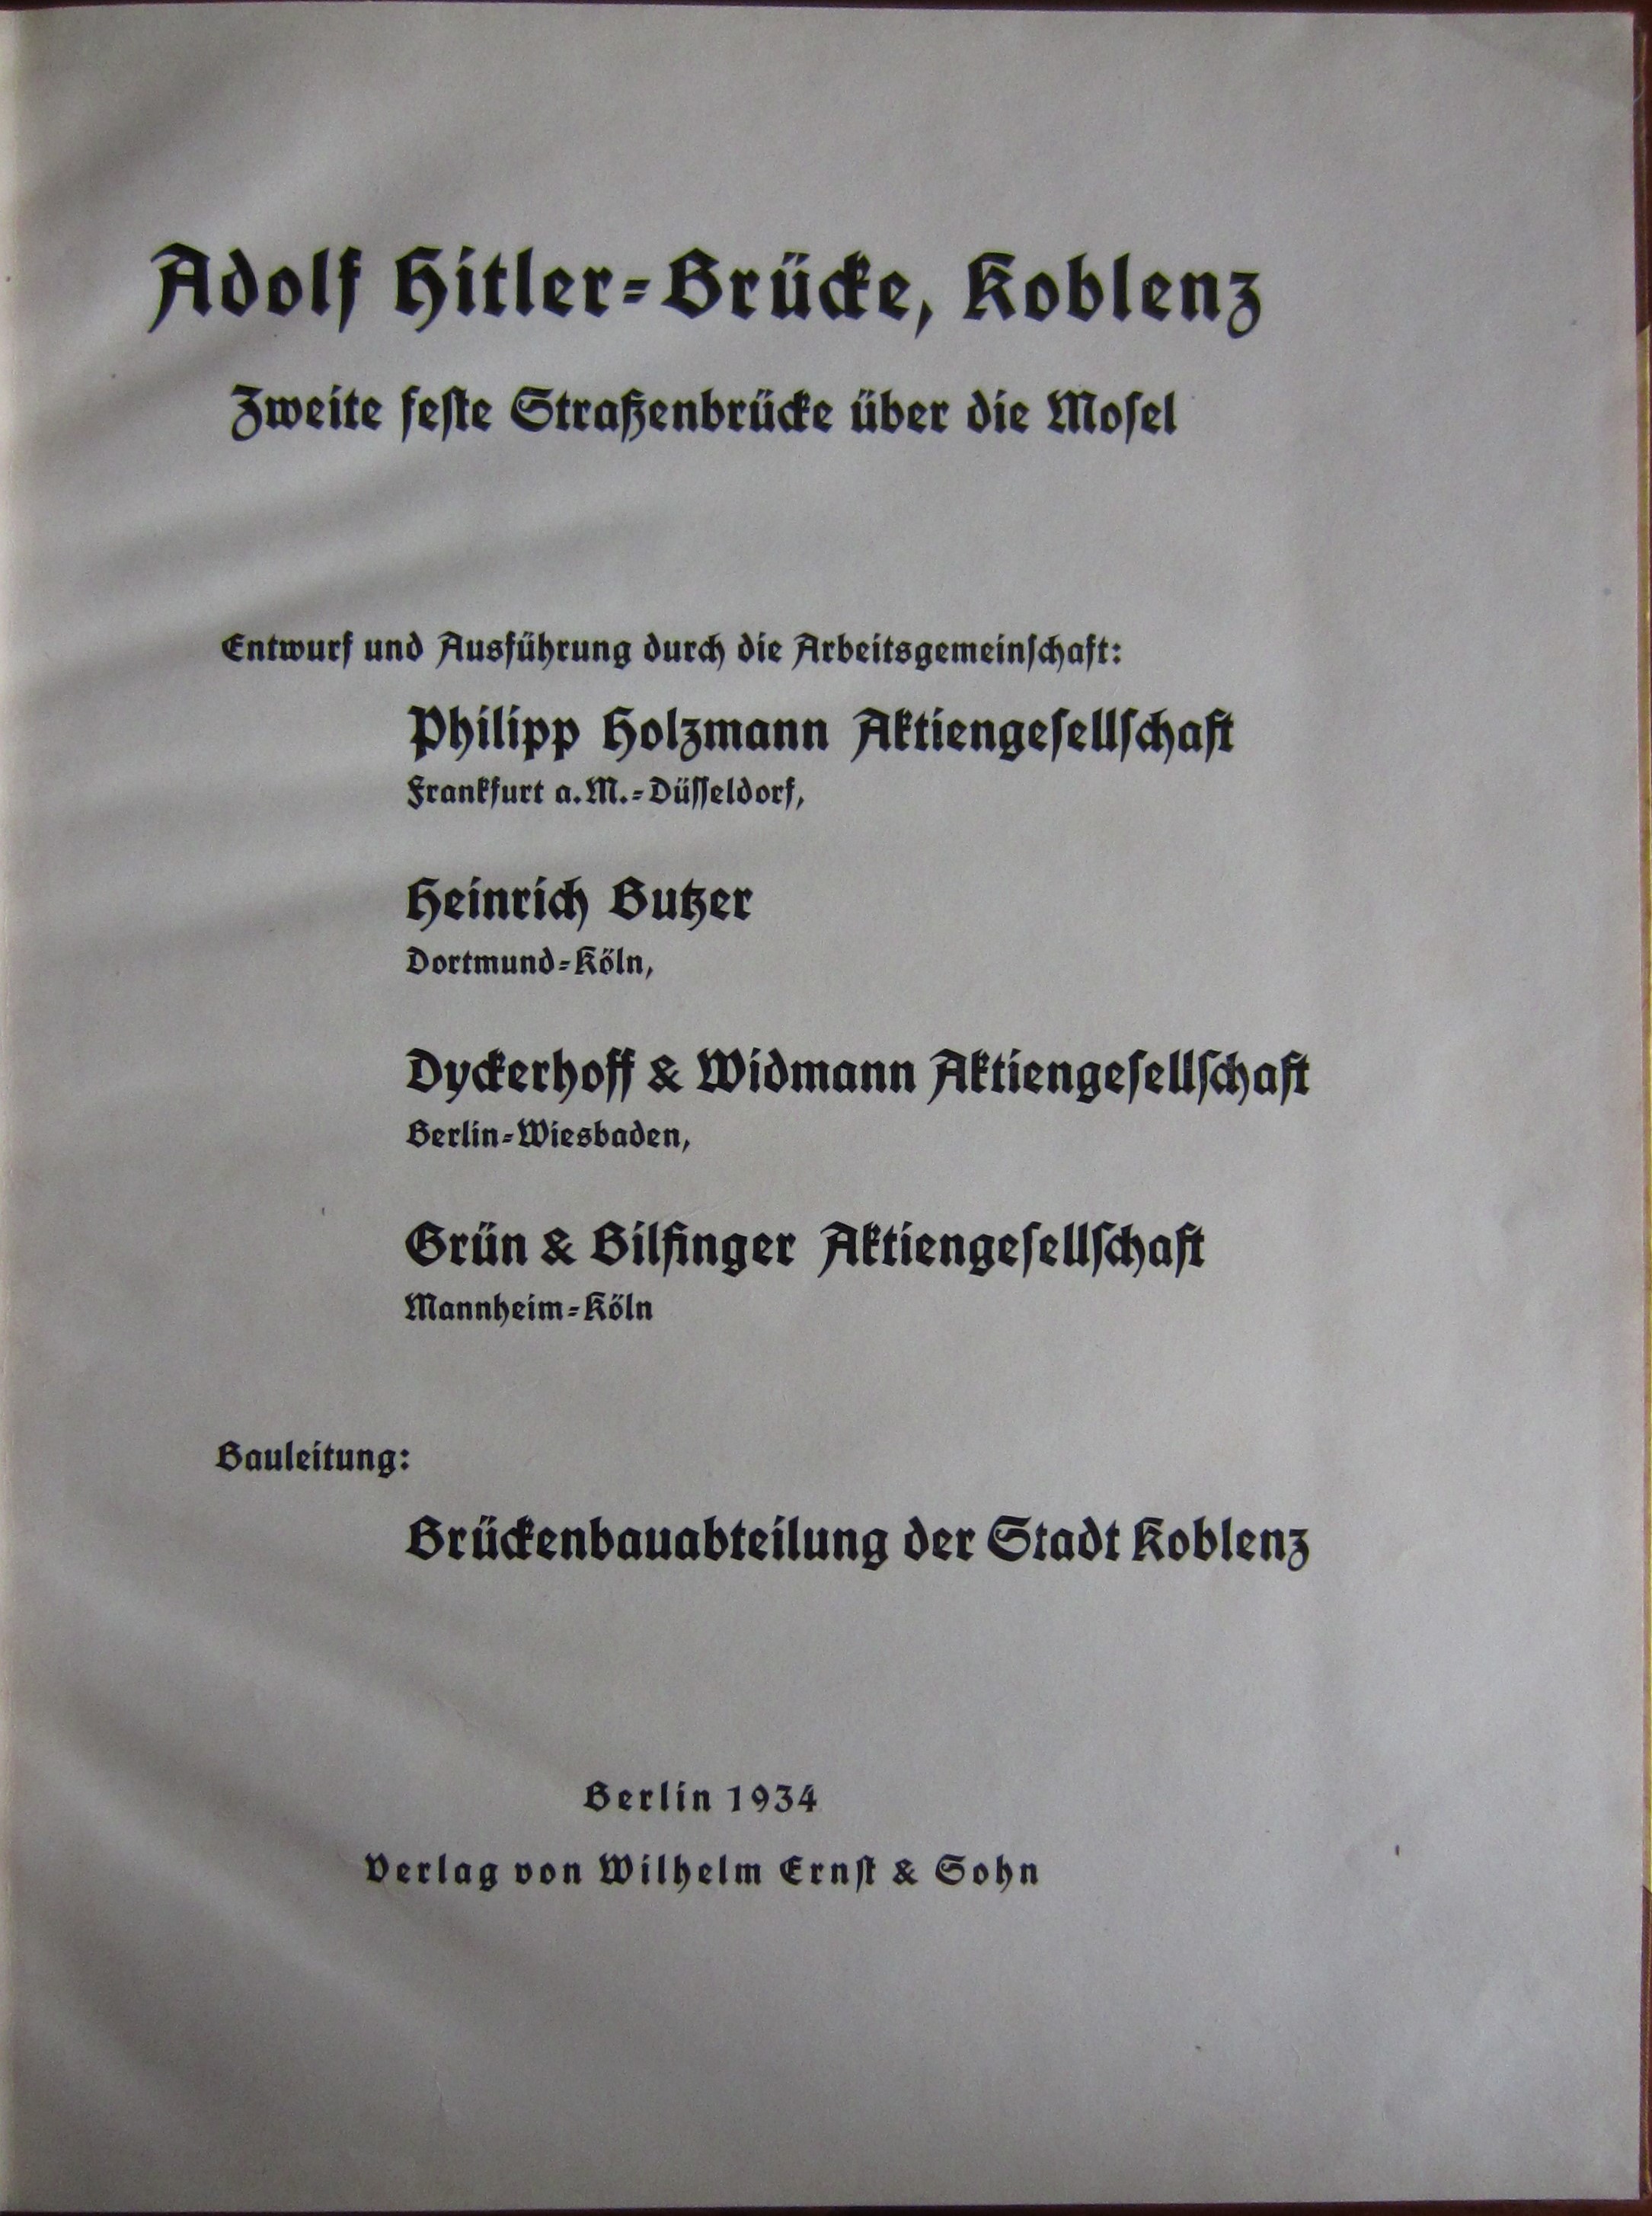 Adolf Hitler=Brücke, Koblenz
Zweite feſte Straßenbrücke über die Moſel
Entwurf und Ausführung durch die Arbeitsgemeinſchaft:
Philipp Holzmann Aktiengeſellſchaft
Frankfurt a.M.=Düſſeldorf,
Heinrich Butzer
Dortmund=Köln,
Dyckerhoff & Widmann Aktiengeſellſchaft
Berlin=Wiesbaden,
Grün & Bilfinger Aktiengeſellſchaft
Mannheim=Köln
Bauleitung:
Brückenbauabteilung der Stadt Koblenz
Berlin 1934
Verlag von Wilhelm Ernſt & Sohn